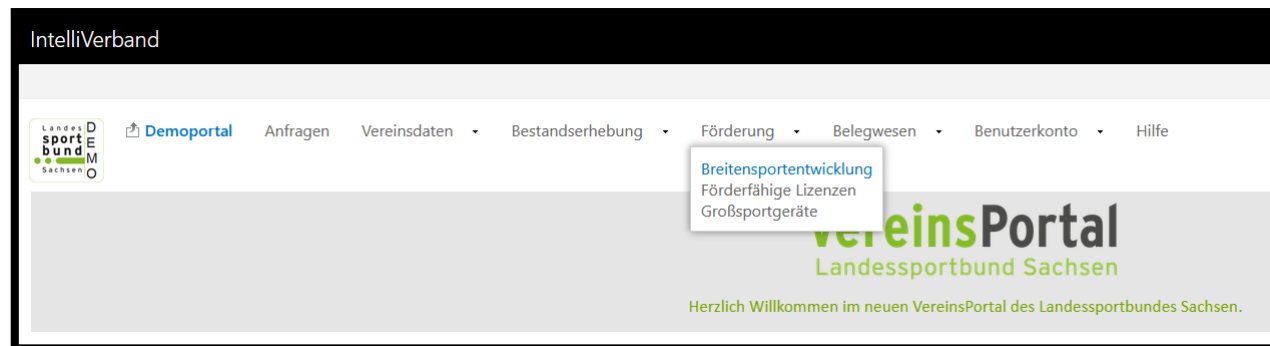 IntelliVerband
Landes
sport
bund
Sachsen
DEMO
Demoportal Anfragen Vereinsdaten Bestandserhebung Förderung Belegwesen Benutzerkonto Hilfe
Breitensportentwicklung
Förderfähige Lizenzen
Großsportgeräte
VereinsPortal
Landessportbund Sachsen
Herzlich Willkommen im neuen VereinsPortal des Landessportbundes Sachsen.